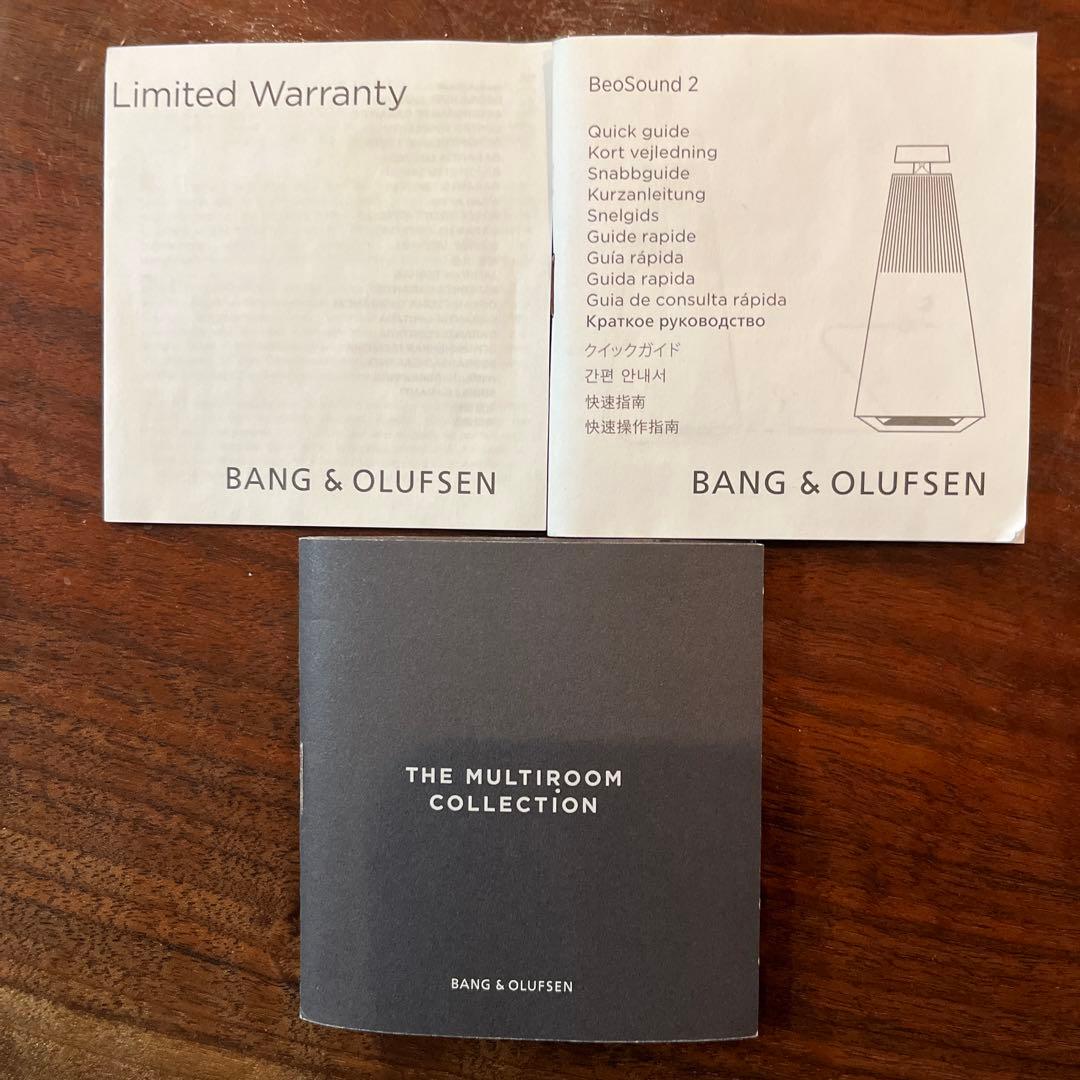 Limited Warranty
BANG & OLUFSEN
BeoSound 2
Quick guide
Kort vejledning
Snabbguide
Kurzanleitung
Snelgids
Guide rapide
Guía rápida
Guida rapida
Guia de consulta rápida
Краткое руководство
クイックガイド
간편 안내서
快速指南
快速操作指南
BANG & OLUFSEN
THE MULTIROOM
COLLECTION
BANG & OLUFSEN